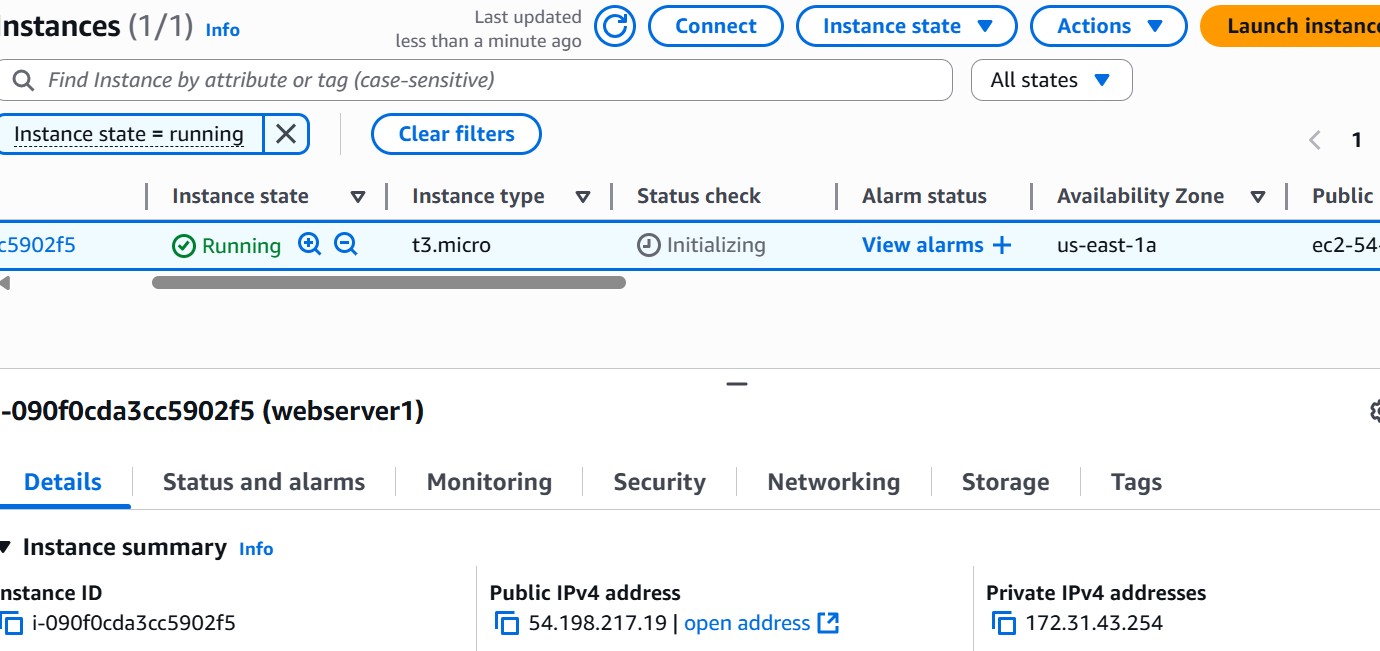 nstances (1/1) Info
Last updated
less than a minute ago
Connect
Instance state
Actions
Launch instance
Find Instance by attribute or tag (case-sensitive)
All states
Instance state = running
Clear filters
1
Instance state
Instance type
Status check
Alarm status
Availability Zone
Public
c5902f5
Running
t3.micro
Initializing
View alarms +
us-east-1a
ec2-54-
-090f0cda3cc5902f5 (webserver1)
Details
Status and alarms
Monitoring
Security
Networking
Storage
Tags
Instance summary Info
nstance ID
i-090f0cda3cc5902f5
Public IPv4 address
54.198.217.19 | open address
Private IPv4 addresses
172.31.43.254